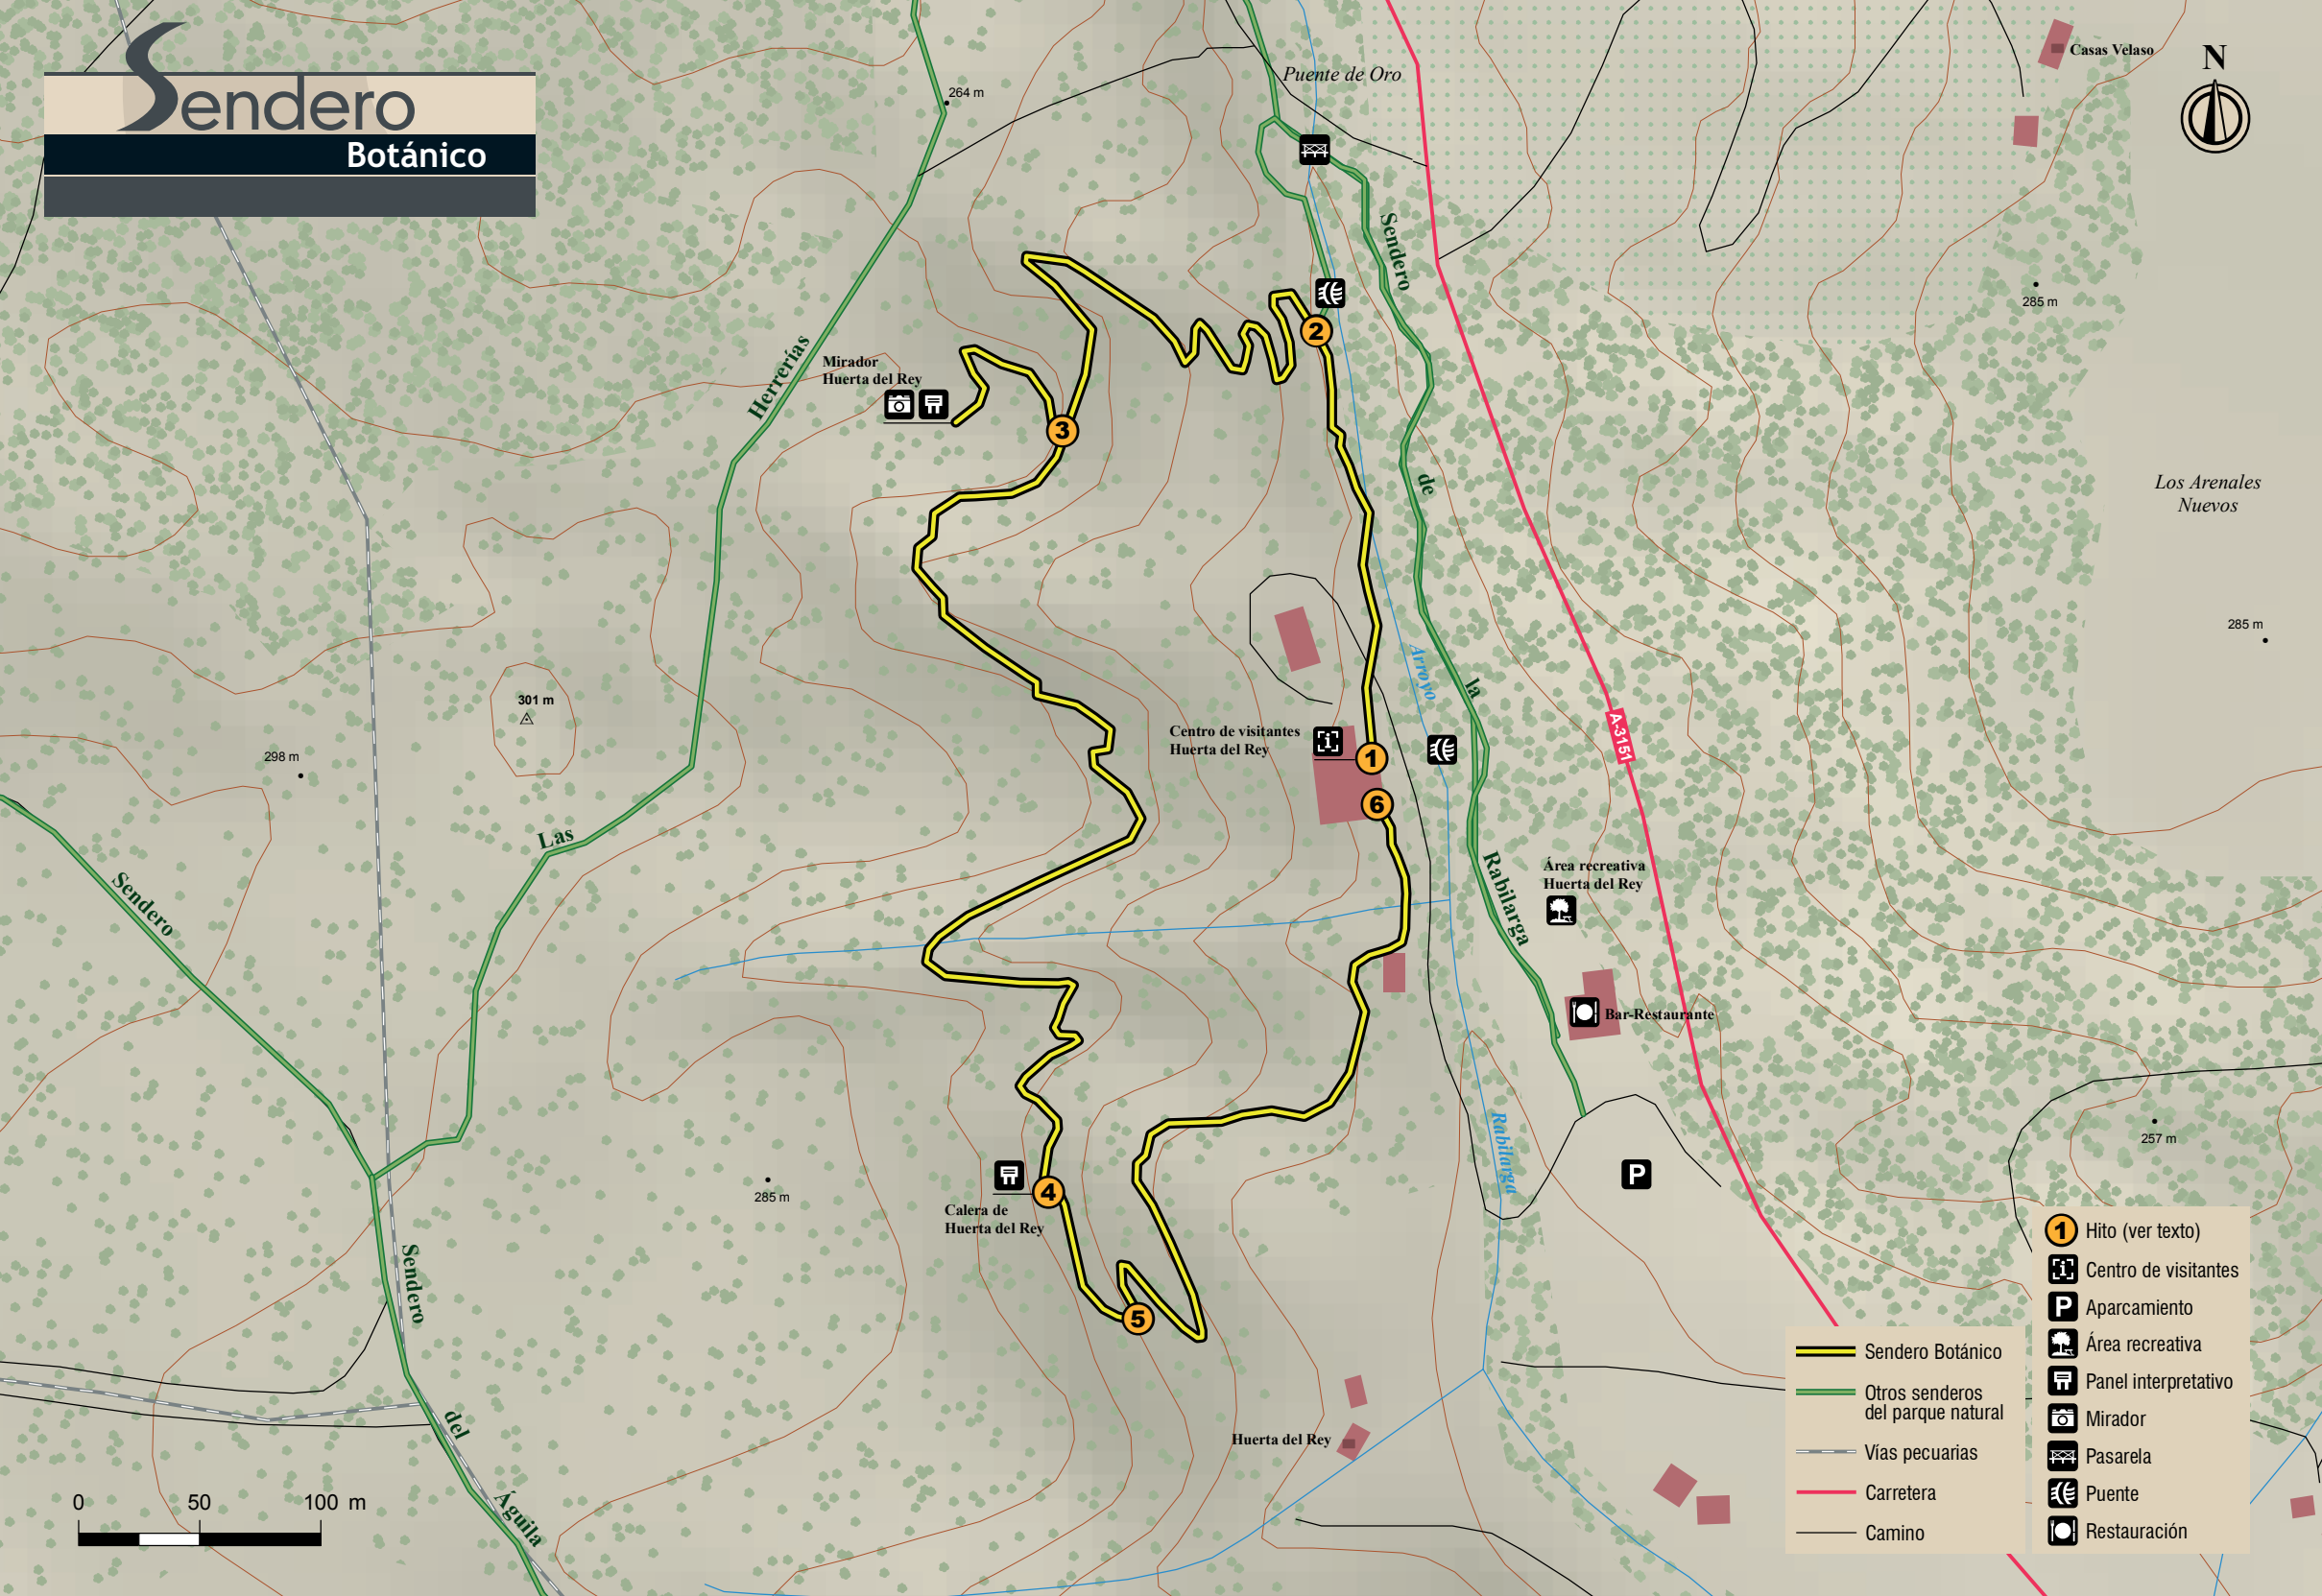 Sendero
Botánico
264 m
Puente de Oro
Casas Velaso
N
Sendero
285 m
Herrerías
Mirador
Huerta del Rey
2
3
de
Los Arenales
Nuevos
285 m
Arroyo
la
301 m
298 m
A-3151
Centro de visitantes
Huerta del Rey
1
6
Las
Sendero
Rabilarga
Área recreativa
Huerta del Rey
Bar-Restaurante
Rabilarga
257 m
P
285 m
4
Calera de
Huerta del Rey
Sendero
5
del
Águila
Huerta del Rey
0 50 100 m
Sendero Botánico
Otros senderos
del parque natural
Vías pecuarias
Carretera
Camino
1 Hito (ver texto)
i Centro de visitantes
P Aparcamiento
Área recreativa
Panel interpretativo
Mirador
Pasarela
Puente
Restauración